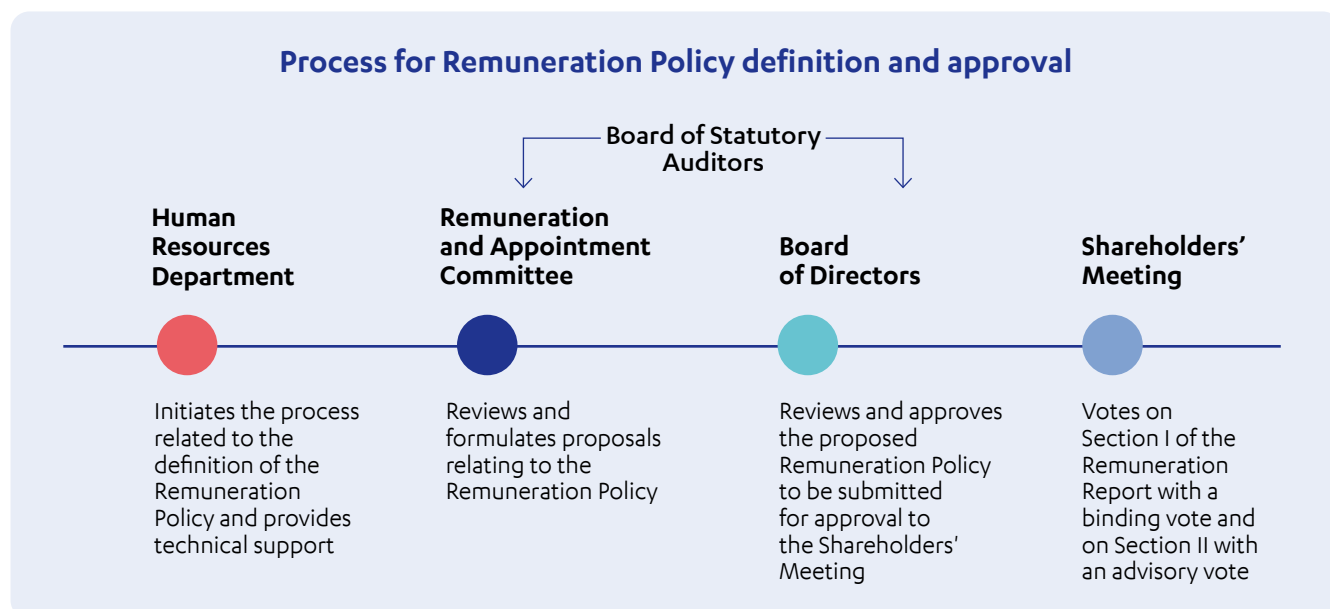 Process for Remuneration Policy definition and approval
Board of Statutory
Auditors
Human
Resources
Department
Initiates the process
related to the
definition of the
Remuneration
Policy and provides
technical support
Remuneration
and Appointment
Committee
Reviews and
formulates proposals
relating to the
Remuneration Policy
Board
of Directors
Reviews and approves
the proposed
Remuneration Policy
to be submitted
for approval to
the Shareholders'
Meeting
Shareholders’
Meeting
Votes on
Section I of the
Remuneration
Report with a
binding vote and
on Section II with
an advisory vote